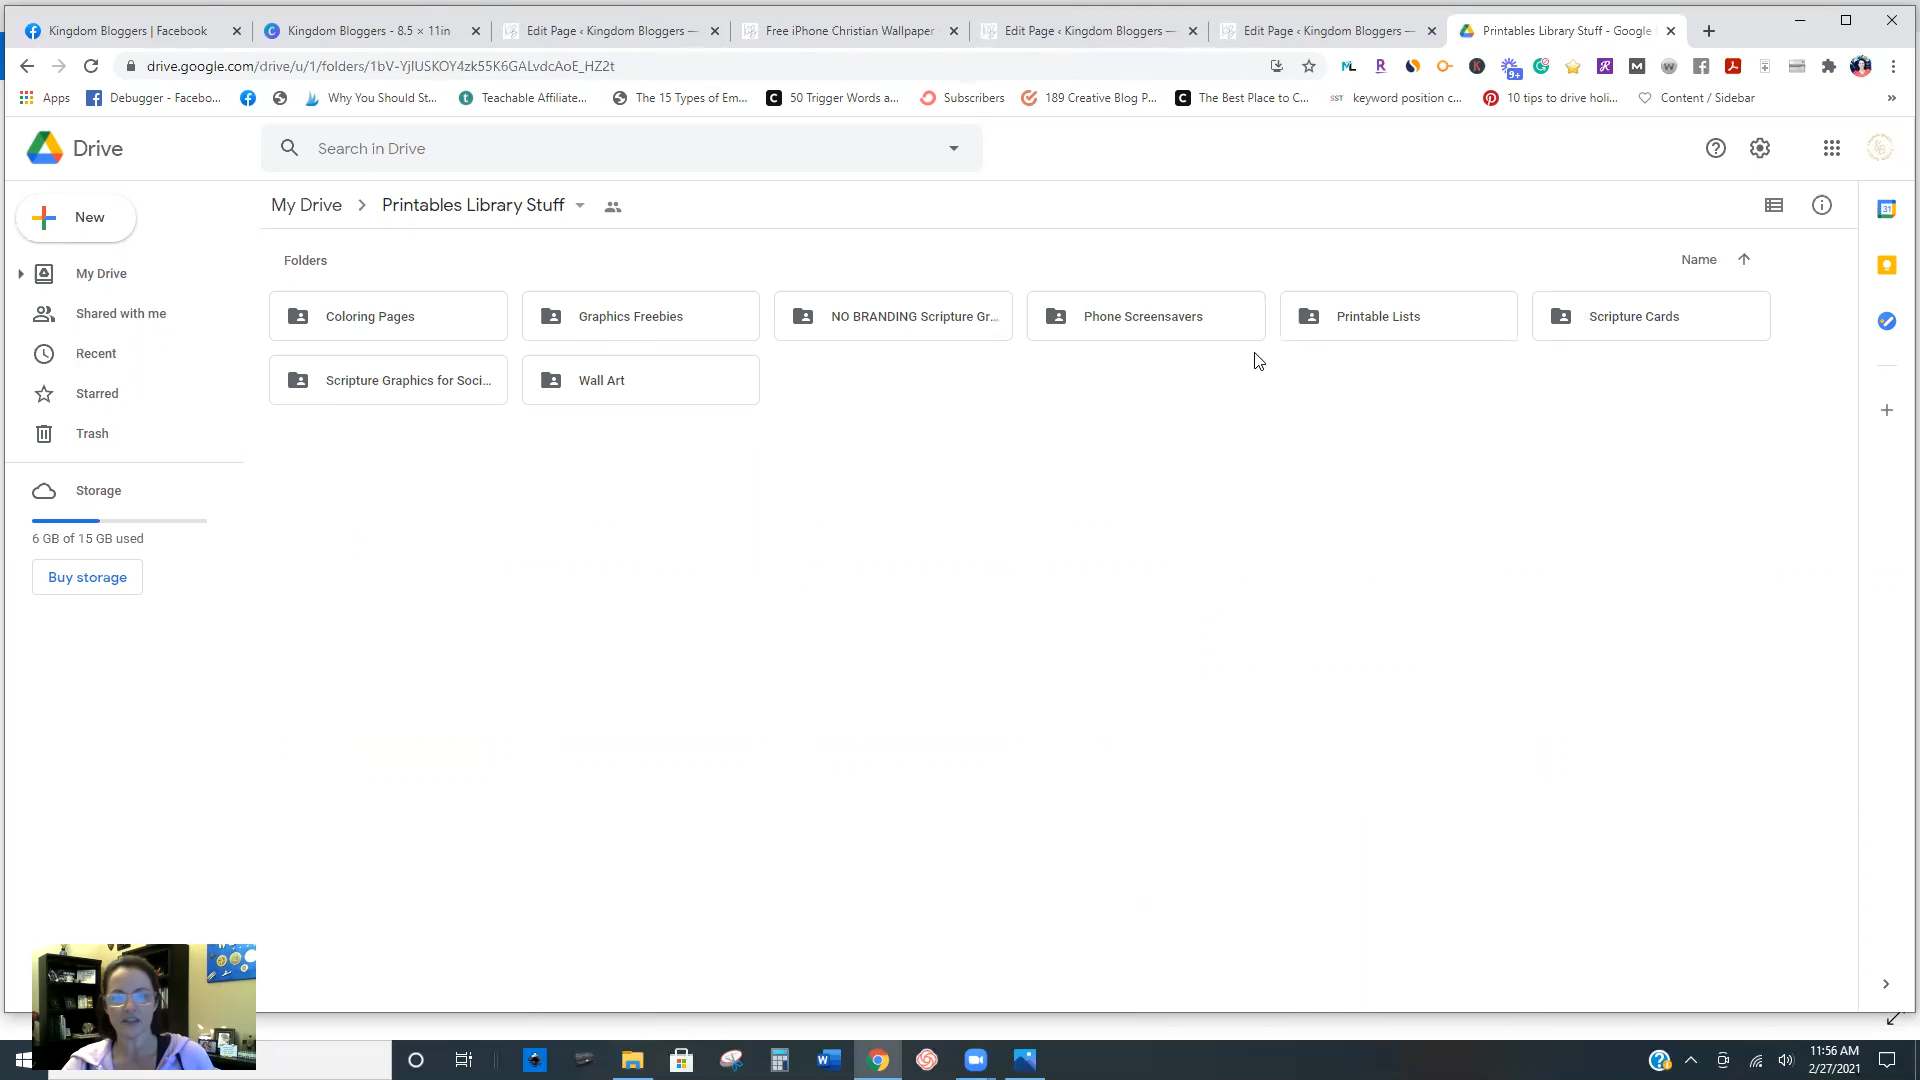 Kingdom Bloggers | Facebook
Kingdom Bloggers - 8.5 × 11in
Edit Page ‹ Kingdom Bloggers —
Free iPhone Christian Wallpaper
Edit Page ‹ Kingdom Bloggers —
Edit Page ‹ Kingdom Bloggers —
Printables Library Stuff - Google
drive.google.com/drive/u/1/folders/1bV-YjIUSKOY4zk55K6GALvdcAoE_HZ2t
9+
Apps
Debugger - Facebo...
Why You Should St...
Teachable Affiliate...
The 15 Types of Em...
50 Trigger Words a...
Subscribers
189 Creative Blog P...
The Best Place to C...
SST keyword position c...
10 tips to drive holi...
Content / Sidebar
Drive
Search in Drive
New
My Drive > Printables Library Stuff
31
Folders
Name
My Drive
Shared with me
Recent
Starred
Trash
Coloring Pages
Graphics Freebies
NO BRANDING Scripture Gr...
Phone Screensavers
Printable Lists
Scripture Cards
Scripture Graphics for Soci...
Wall Art
Storage
6 GB of 15 GB used
Buy storage
11:56 AM
2/27/2021